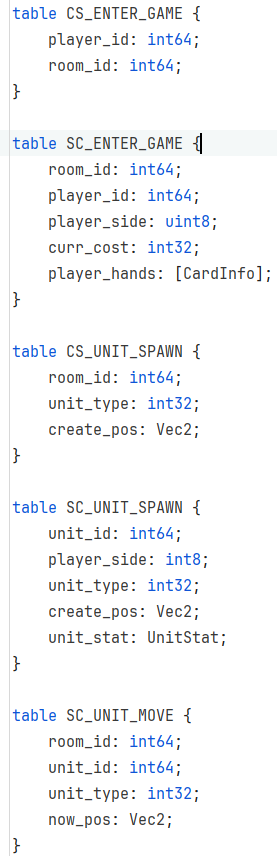 table CS_ENTER_GAME {
    player_id: int64;
    room_id: int64;
}

table SC_ENTER_GAME {
    room_id: int64;
    player_id: int64;
    player_side: uint8;
    curr_cost: int32;
    player_hands: [CardInfo];
}

table CS_UNIT_SPAWN {
    room_id: int64;
    unit_type: int32;
    create_pos: Vec2;
}

table SC_UNIT_SPAWN {
    unit_id: int64;
    player_side: int8;
    unit_type: int32;
    create_pos: Vec2;
    unit_stat: UnitStat;
}

table SC_UNIT_MOVE {
    room_id: int64;
    unit_id: int64;
    unit_type: int32;
    now_pos: Vec2;
}